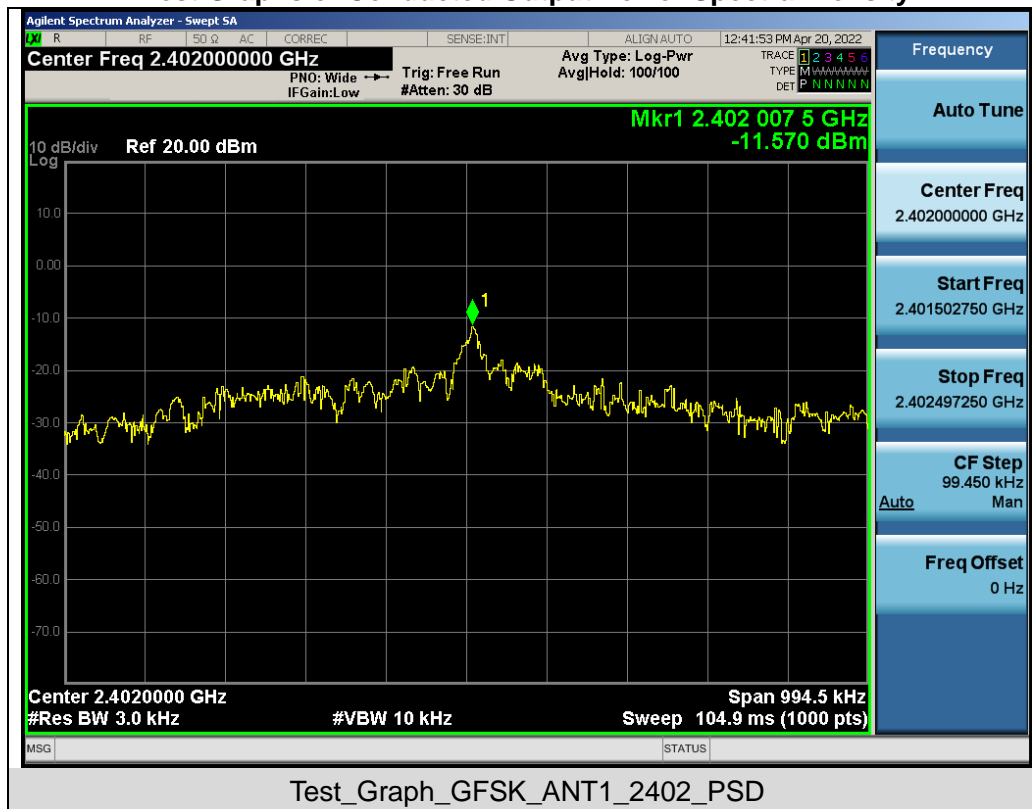 Agilent Spectrum Analyzer - Swept SA
LXI R RF 50 Ω AC CORREC SENSE:INT ALIGN AUTO 12:41:53 PM Apr 20, 2022
Center Freq 2.402000000 GHz
PNO: Wide
IFGain:Low
Trig: Free Run
#Atten: 30 dB
Avg Type: Log-Pwr
Avg|Hold: 100/100
TRACE 1 2 3 4 5 6
TYPE M
DET P N N N N N
Mkr1 2.402 007 5 GHz
-11.570 dBm
10 dB/div Ref 20.00 dBm
Log
10.0
0.00
-10.0
-20.0
-30.0
-40.0
-50.0
-60.0
-70.0
1
Center 2.4020000 GHz Span 994.5 kHz
#Res BW 3.0 kHz #VBW 10 kHz Sweep 104.9 ms (1000 pts)
MSG STATUS
Frequency
Auto Tune
Center Freq
2.402000000 GHz
Start Freq
2.401502750 GHz
Stop Freq
2.402497250 GHz
CF Step
99.450 kHz
Auto Man
Freq Offset
0 Hz
Test_Graph_GFSK_ANT1_2402_PSD